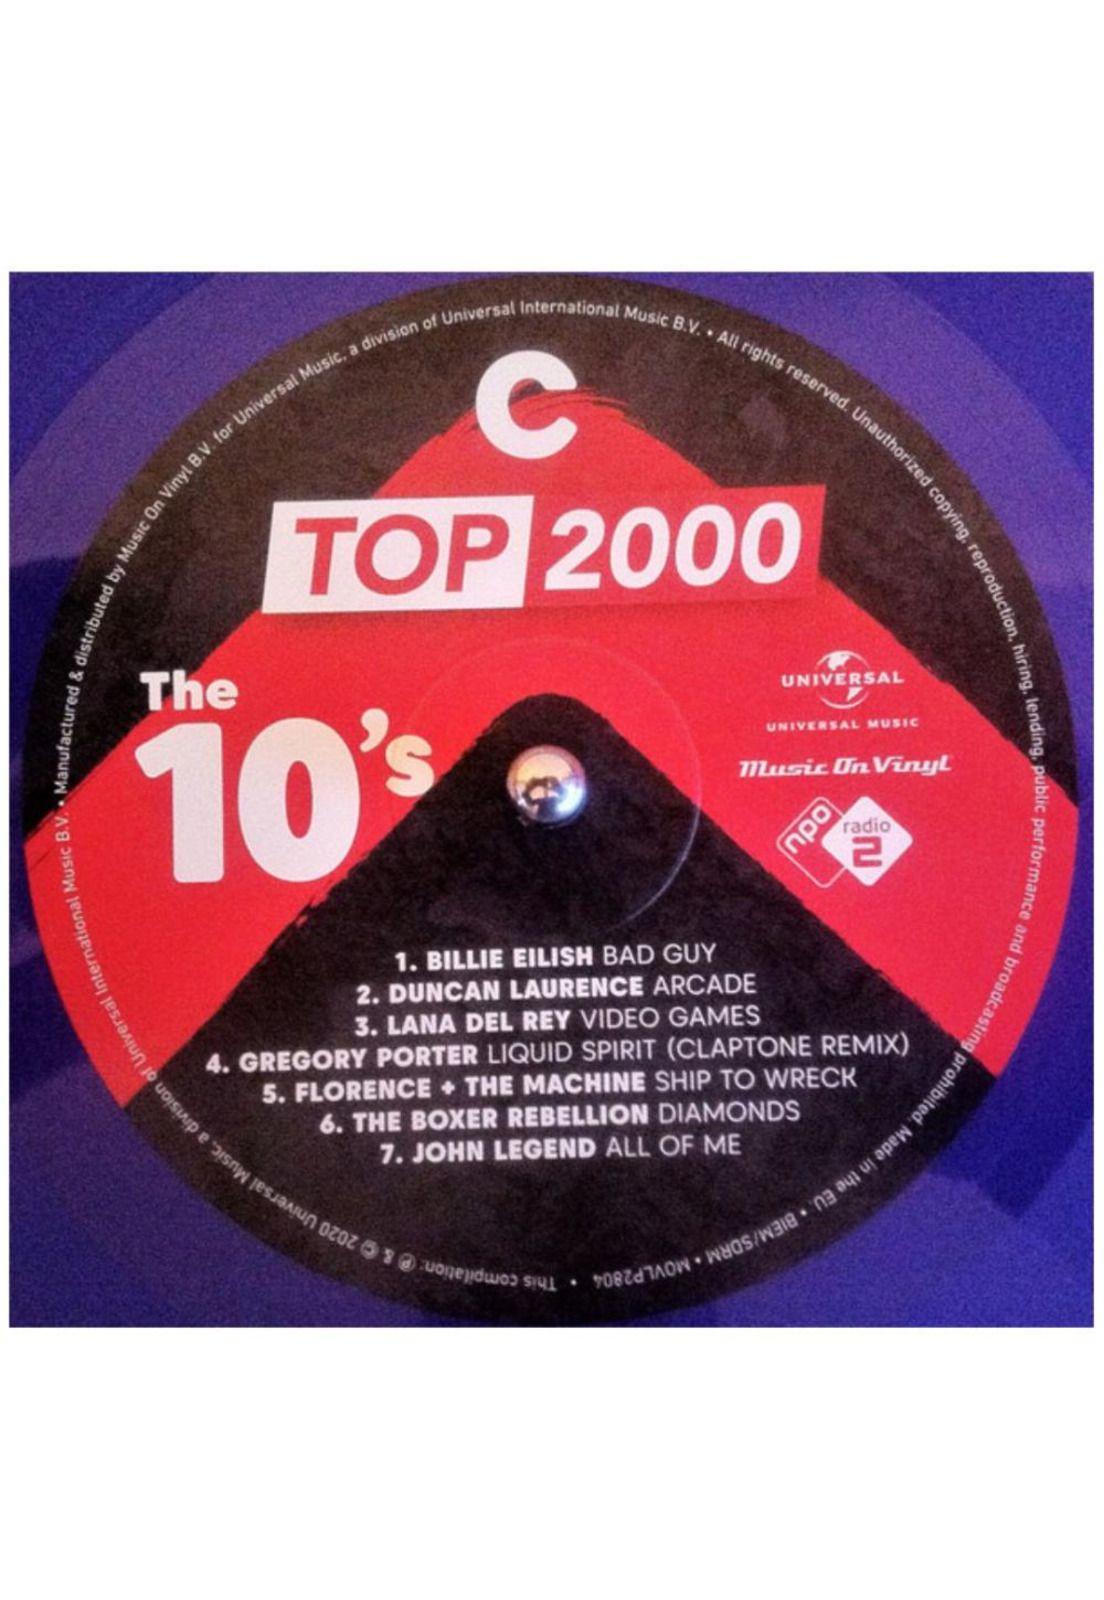 C
TOP 2000
The
10's
UNIVERSAL
UNIVERSAL MUSIC
Music On Vinyl
npo radio 2
1. BILLIE EILISH BAD GUY
2. DUNCAN LAURENCE ARCADE
3. LANA DEL REY VIDEO GAMES
4. GREGORY PORTER LIQUID SPIRIT (CLAPTONE REMIX)
5. FLORENCE + THE MACHINE SHIP TO WRECK
6. THE BOXER REBELLION DIAMONDS
7. JOHN LEGEND ALL OF ME
This compilation: ℗ & © 2020 Universal Music, a division of Universal International Music B.V. • Manufactured & distributed by Music On Vinyl B.V. for Universal Music, a division of Universal International Music B.V. • All rights reserved. Unauthorized copying, reproduction, hiring, lending, public performance and broadcasting prohibited. Made in the EU • BIEM/SDRM • MOVLP2804 •